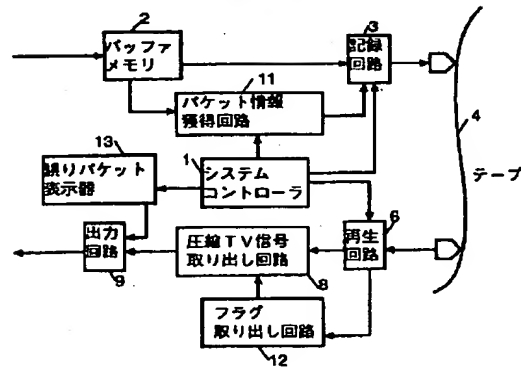 2
バッファ
メモリ
3
記録
回路
11
パケット情報
獲得回路
4
テープ
13
誤りパケット
表示器
1
システム
コントローラ
6
再生
回路
出力
回路
9
圧縮TV信号
取り出し回路
8
フラグ
取り出し回路
12